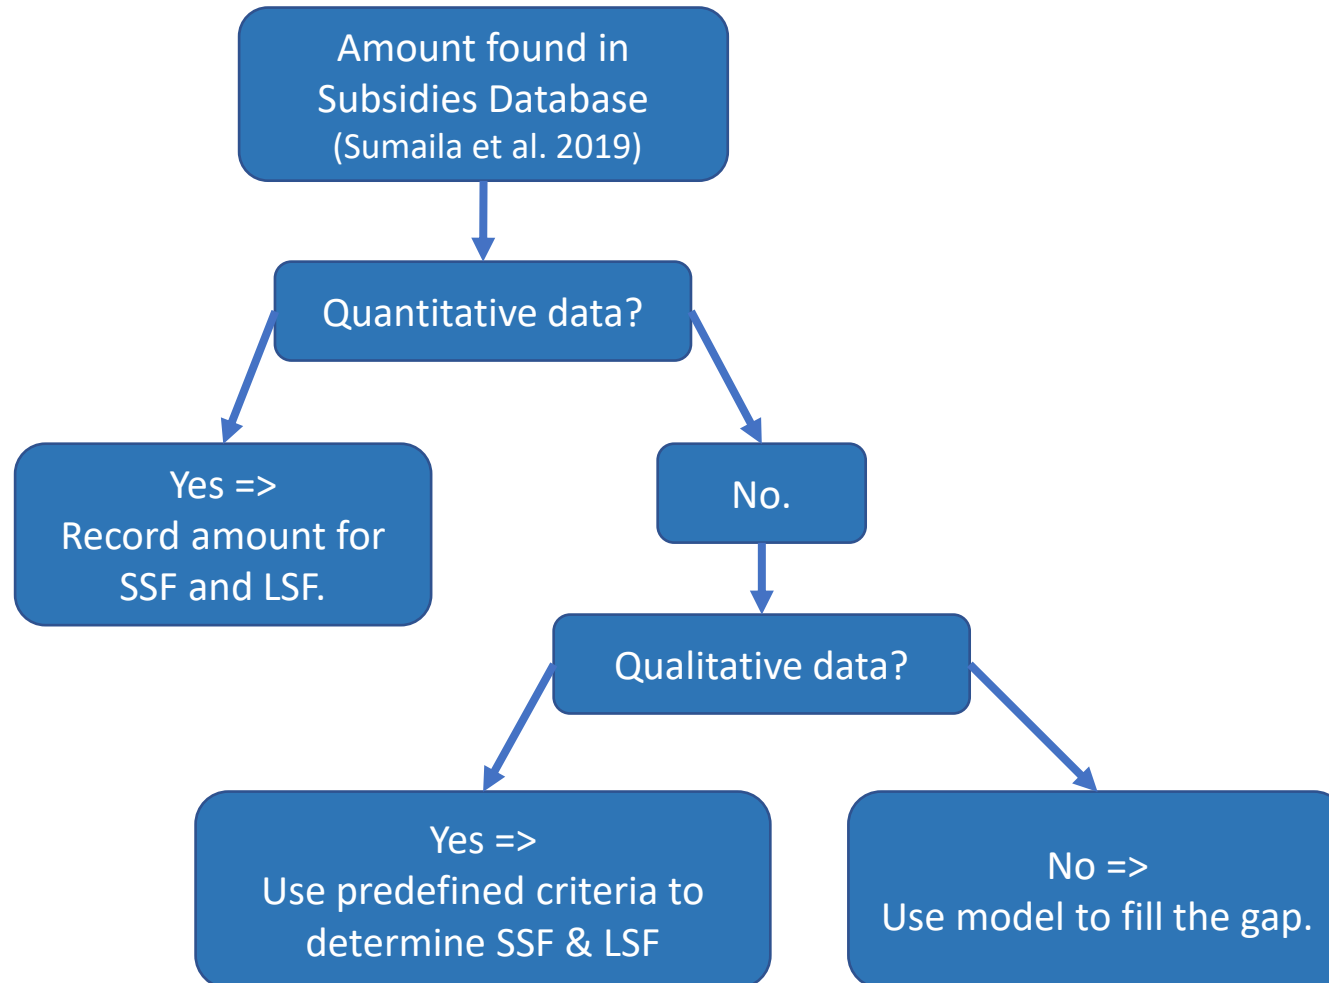 Amount found in
Subsidies Database
(Sumaila et al. 2019)
Quantitative data?
Yes =>
Record amount for
SSF and LSF.
No.
Qualitative data?
Yes =>
Use predefined criteria to
determine SSF & LSF
No =>
Use model to fill the gap.